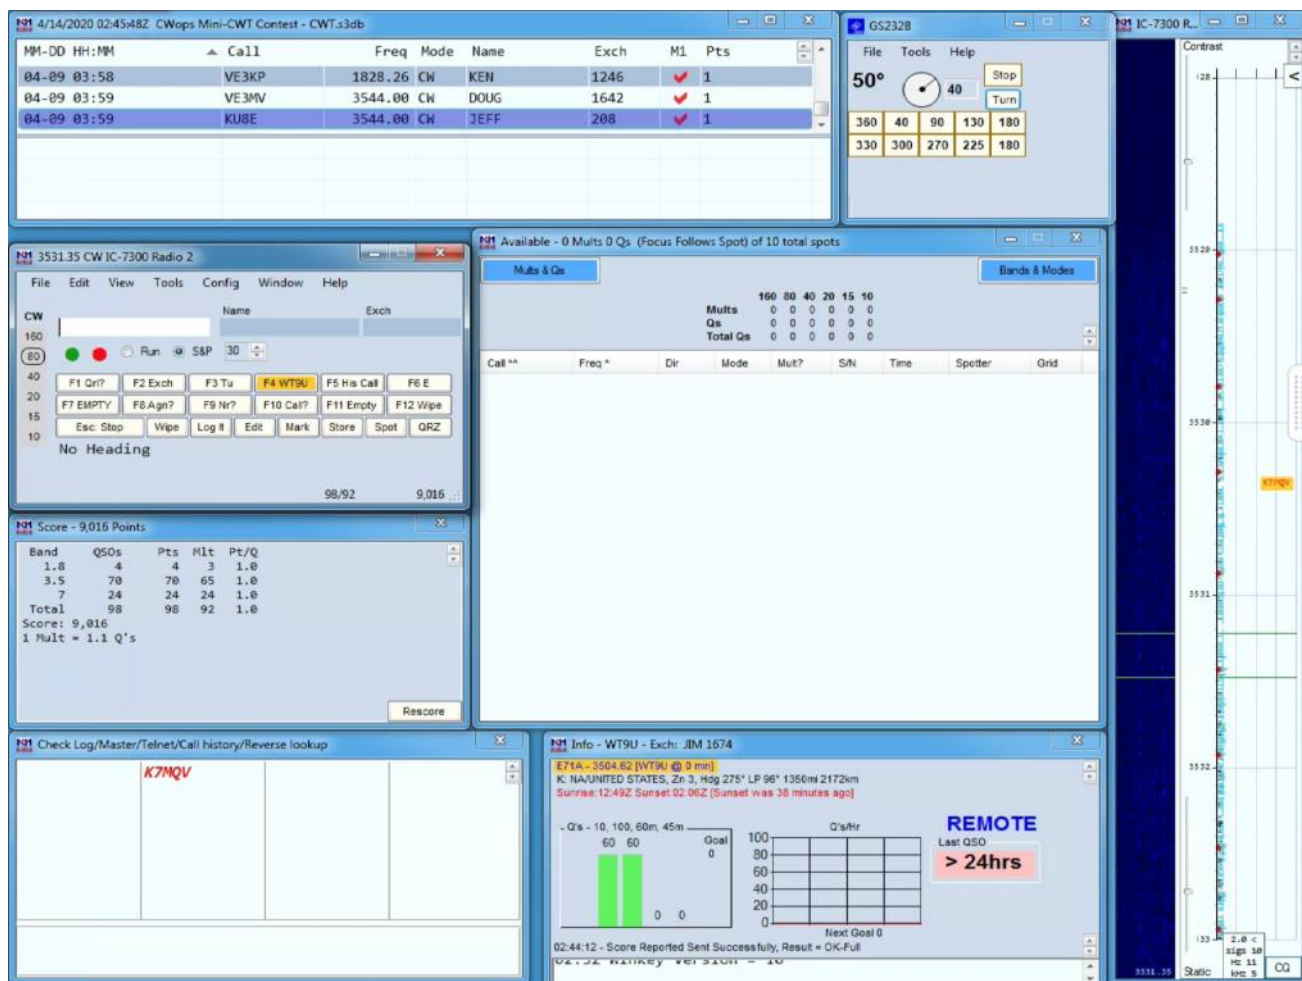 4/14/2020 02:45:48Z CWops Mini-CWT Contest - CWT.s3db
MM-DD HH:MM Call Freq Mode Name Exch M1 Pts
04-09 03:58 VE3KP 1828.26 CW KEN 1246 1
04-09 03:59 VE3MV 3544.00 CW DOUG 1642 1
04-09 03:59 KU8E 3544.00 CW JEFF 208 1
GS232B
File Tools Help
50° 40 Stop
Turn
360 40 90 130 180
330 300 270 225 180
3531.35 CW IC-7300 Radio 2
File Edit View Tools Config Window Help
CW Name Exch
160
80 Run S&P 30
40 F1 Qrl? F2 Exch F3 Tu F4 WT9U F5 His Call F6 E
20 F7 EMPTY F8 Agn? F9 Nr? F10 Call? F11 Empty F12 Wipe
15
10 Esc: Stop Wipe Log It Edit Mark Store Spot QRZ
No Heading
98/92 9,016
Available - 0 Mults 0 Qs (Focus Follows Spot) of 10 total spots
Mults & Qs Bands & Modes
160 80 40 20 15 10
Mults 0 0 0 0 0 0
Qs 0 0 0 0 0 0
Total Qs 0 0 0 0 0 0
Call ^^ Freq ^ Dir Mode Mult? S/N Time Spotter Grid
Score - 9,016 Points
Band QSOs Pts Mlt Pt/Q
1.8 4 4 3 1.0
3.5 70 70 65 1.0
7 24 24 24 1.0
Total 98 98 92 1.0
Score: 9,016
1 Mult = 1.1 Q's
Rescore
Check Log/Master/Telnet/Call history/Reverse lookup
K7MQV
Info - WT9U - Exch: JIM 1674
E71A - 3504.62 [WT9U @ 0 min]
K: NA/UNITED STATES, Zn 3, Hdg 275° LP 96° 1350mi 2172km
Sunrise:12:49Z Sunset 02:06Z [Sunset was 38 minutes ago]
Q's - 10, 100, 60m, 45m
Goal
60 60 0
0 0
Q's/Hr
100
80
60
40
20
0
Next Goal 0
REMOTE
Last QSO
> 24hrs
02:44:12 - Score Reported Sent Successfully, Result = OK-Full
02:32 Winkey Version = 10
IC-7300 R...
Contrast
<
3530
K7MQV
3531
3532
3531.35
Static
2.0 <
sigs 10
Hz 11
kHz 5
CQ